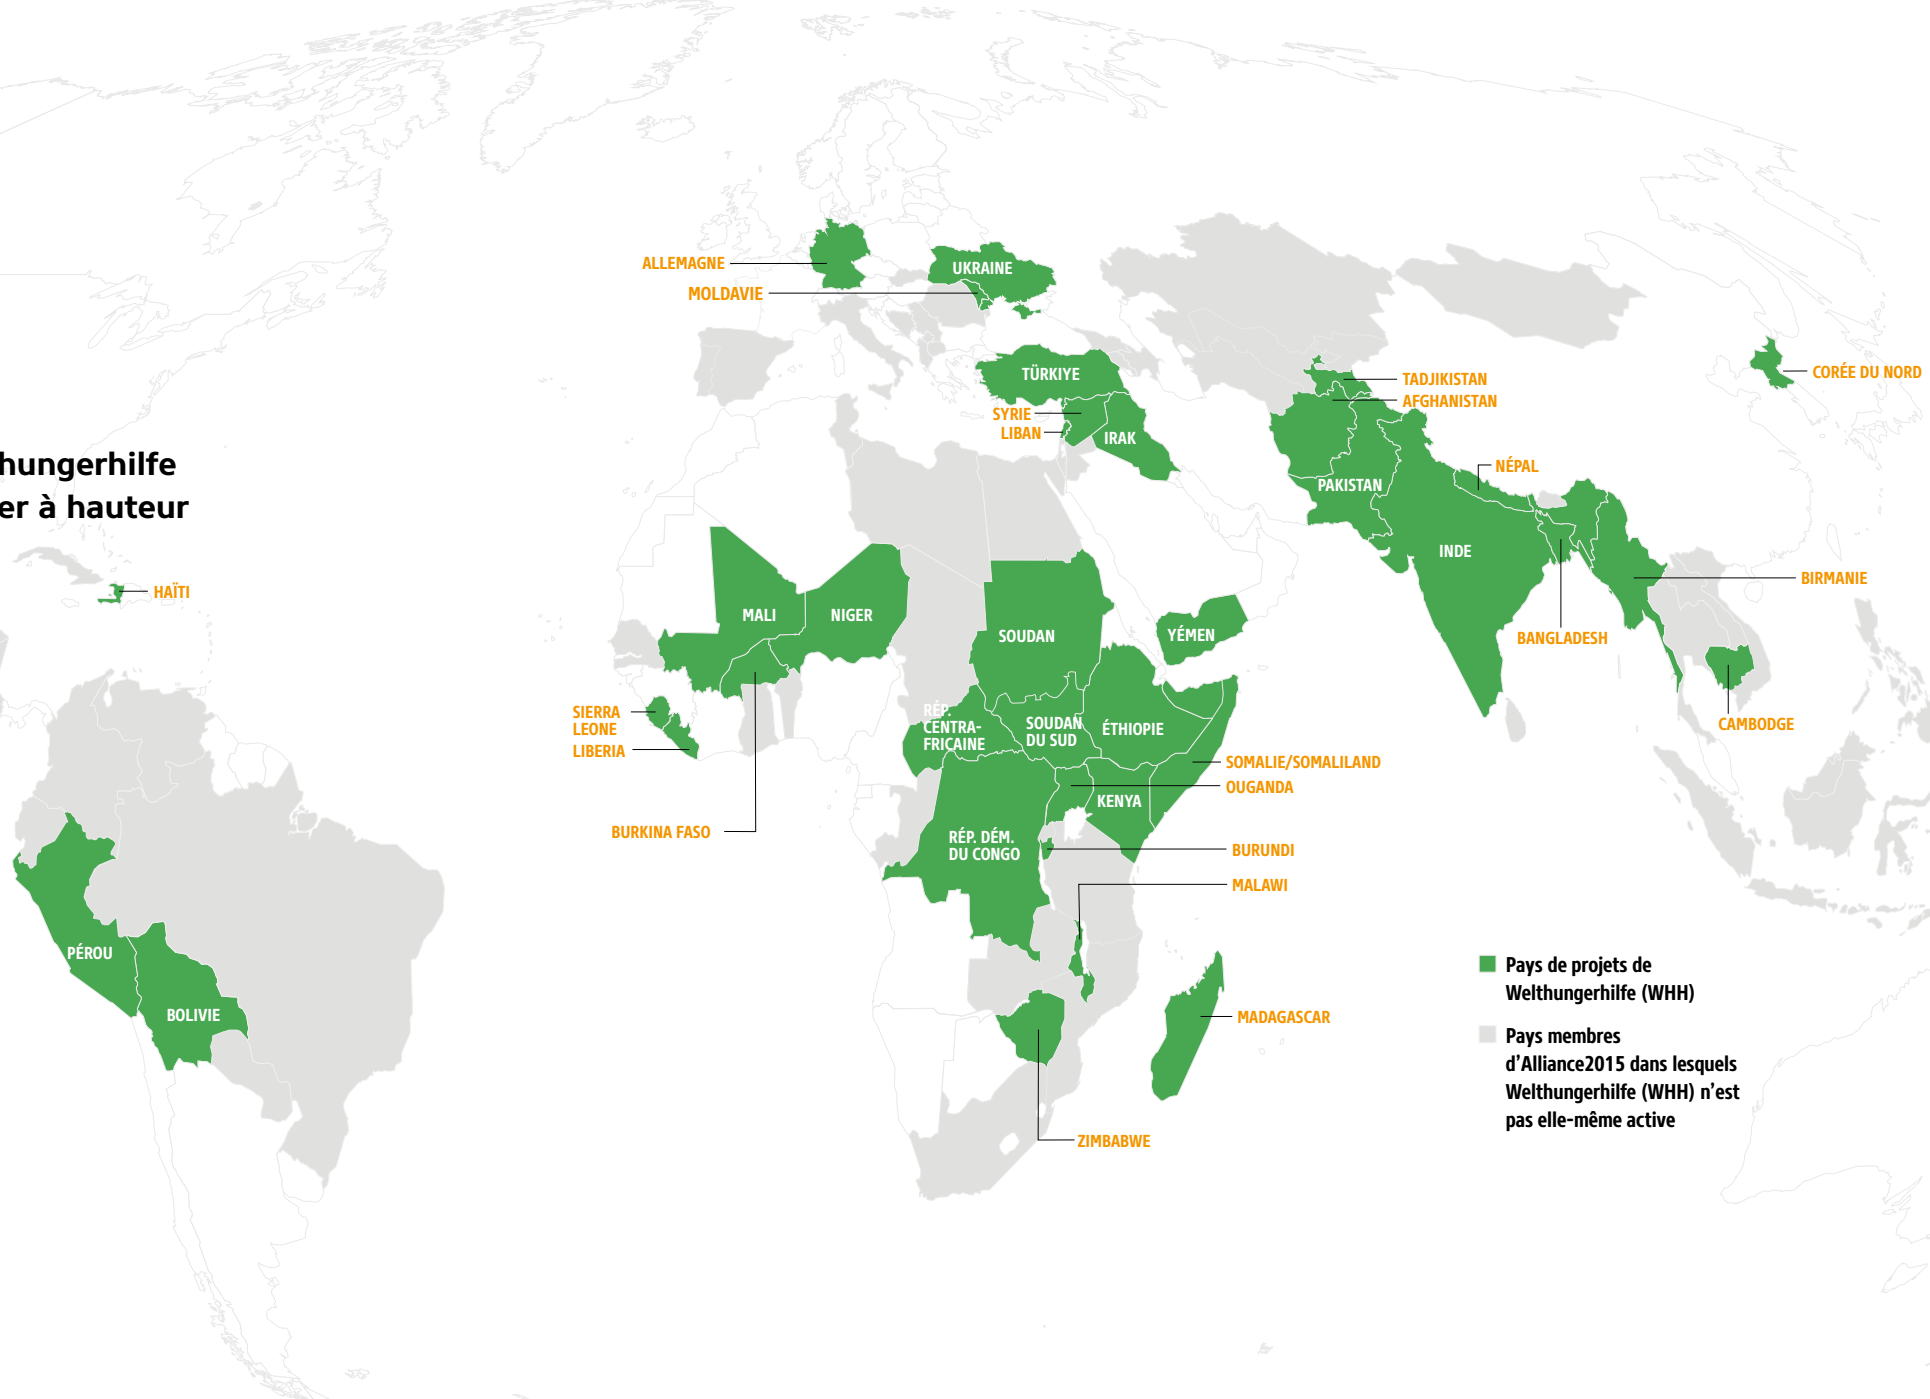 hungerhilfe
er à hauteur
ALLEMAGNE
UKRAINE
MOLDAVIE
TÜRKIYE
SYRIE
LIBAN
IRAK
TADJIKISTAN
AFGHANISTAN
CORÉE DU NORD
NÉPAL
PAKISTAN
INDE
BIRMANIE
BANGLADESH
CAMBODGE
HAÏTI
MALI
NIGER
SOUDAN
YÉMEN
SIERRA
LEONE
LIBERIA
RÉP.
CENTRA-
FRICAINE
SOUDAN
DU SUD
ÉTHIOPIE
SOMALIE/SOMALILAND
OUGANDA
KENYA
BURKINA FASO
RÉP. DÉM.
DU CONGO
BURUNDI
MALAWI
PÉROU
BOLIVIE
MADAGASCAR
ZIMBABWE
Pays de projets de
Welthungerhilfe (WHH)
Pays membres
d’Alliance2015 dans lesquels
Welthungerhilfe (WHH) n’est
pas elle-même active